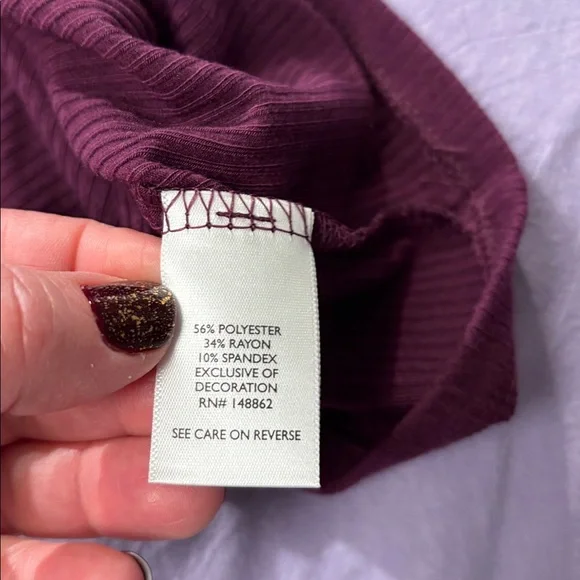 56% POLYESTER
34% RAYON
10% SPANDEX
EXCLUSIVE OF
DECORATION
RN# 148862
SEE CARE ON REVERSE